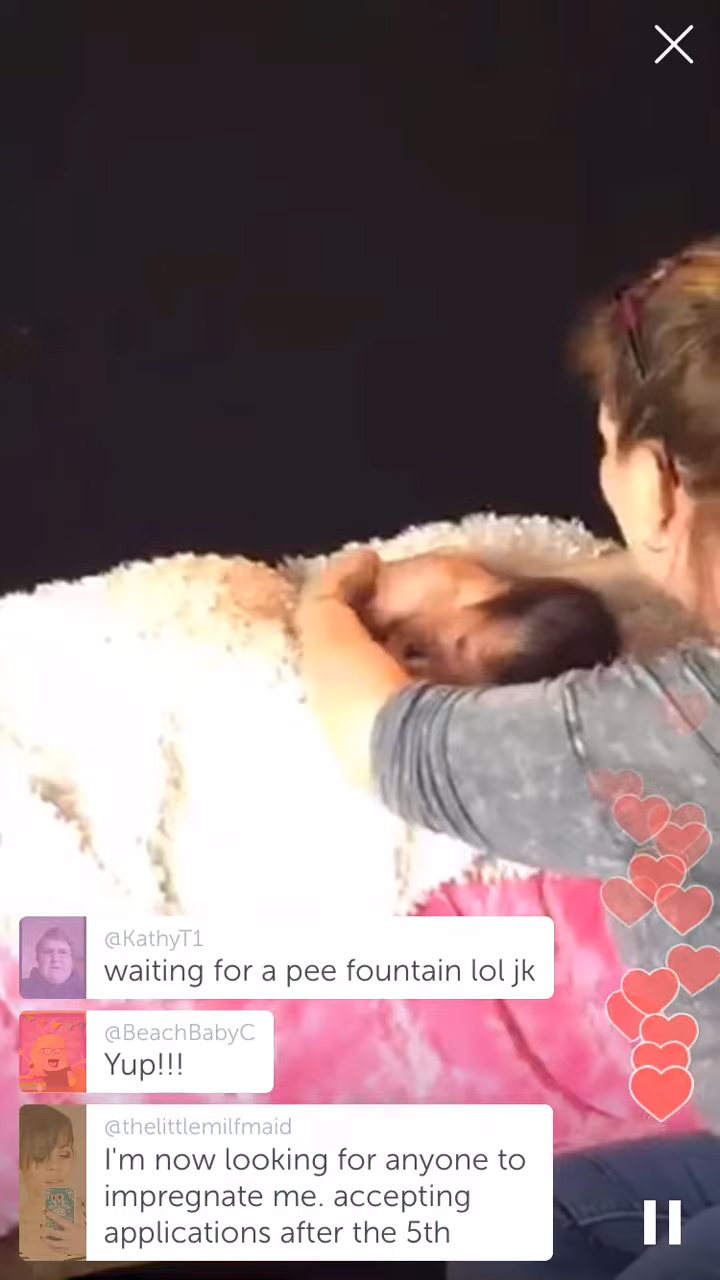 @KathyT1
waiting for a pee fountain lol jk
@BeachBabyC
Yup!!!
@thelittlemilfmaid
I'm now looking for anyone to
impregnate me. accepting
applications after the 5th